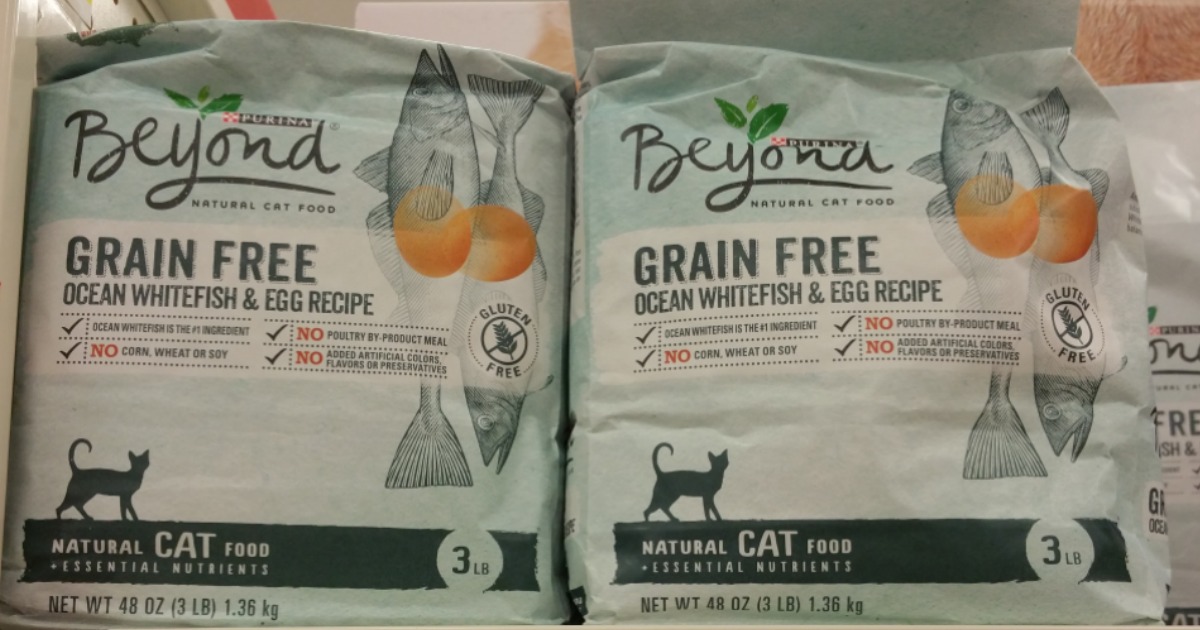 PURINA®
Beyond
NATURAL CAT FOOD
GRAIN FREE
OCEAN WHITEFISH & EGG RECIPE
OCEAN WHITEFISH IS THE #1 INGREDIENT
NO CORN, WHEAT OR SOY
NO POULTRY BY-PRODUCT MEAL
NO ADDED ARTIFICIAL COLORS,
FLAVORS OR PRESERVATIVES
GLUTEN
FREE
NATURAL CAT FOOD
+ ESSENTIAL NUTRIENTS
3 LB
NET WT 48 OZ (3 LB) 1.36 kg
PURINA
Beyond
NATURAL CAT FOOD
GRAIN FREE
OCEAN WHITEFISH & EGG RECIPE
OCEAN WHITEFISH IS THE #1 INGREDIENT
NO CORN, WHEAT OR SOY
NO POULTRY BY-PRODUCT MEAL
NO ADDED ARTIFICIAL COLORS,
FLAVORS OR PRESERVATIVES
GLUTEN
FREE
NATURAL CAT FOOD
+ ESSENTIAL NUTRIENTS
3 LB
NET WT 48 OZ (3 LB) 1.36 kg